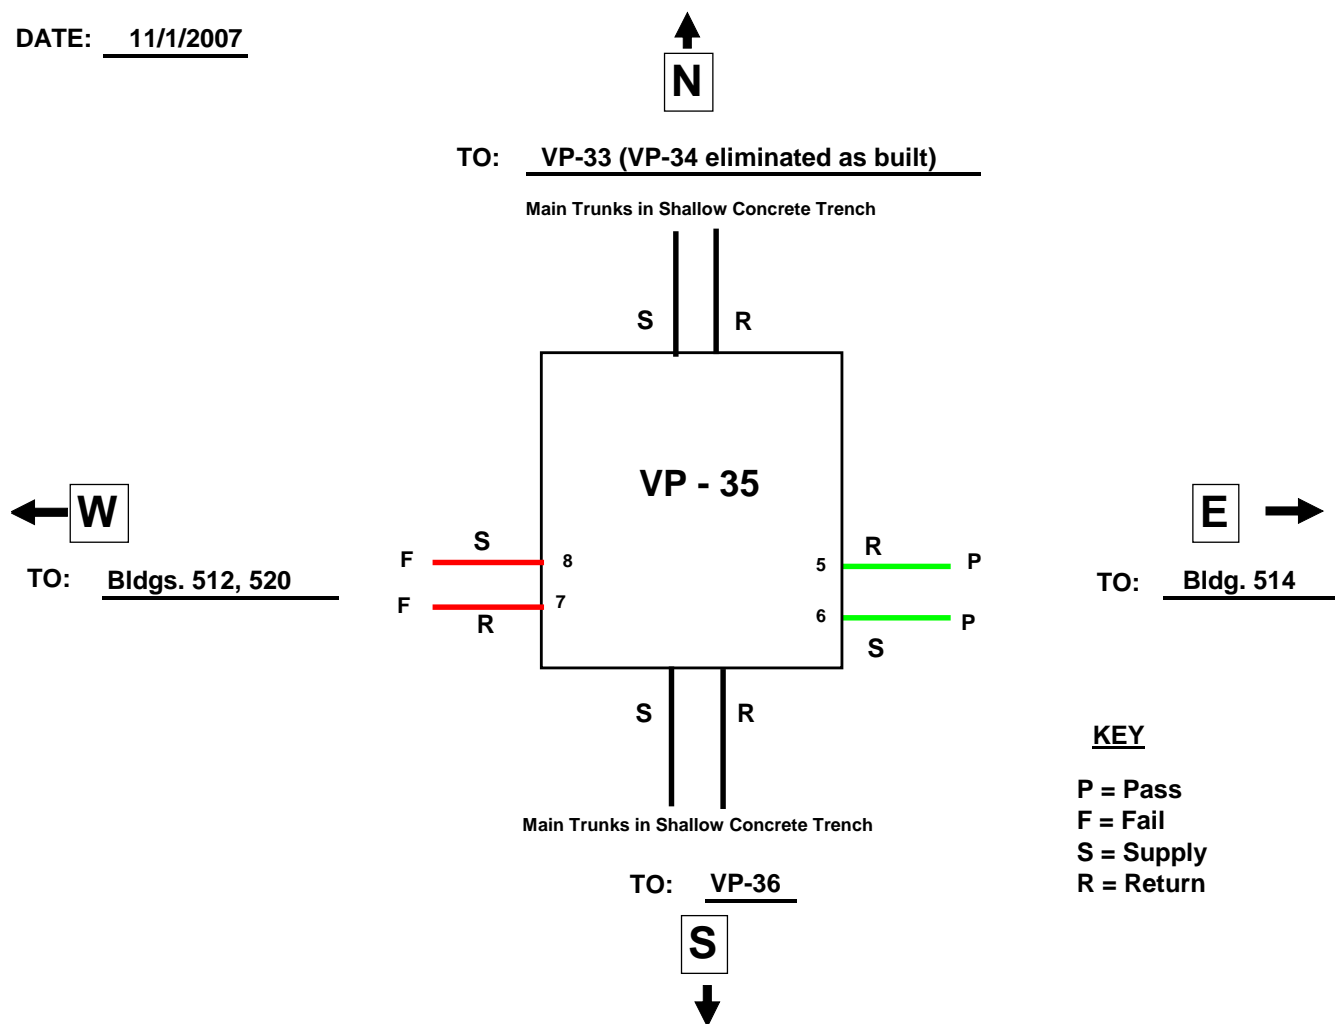 DATE: 11/1/2007
N
TO: VP-33 (VP-34 eliminated as built)
Main Trunks in Shallow Concrete Trench
S R
VP - 35
W
TO: Bldgs. 512, 520
F S 8
F R 7
E
TO: Bldg. 514
5 R P
6 S P
S R
Main Trunks in Shallow Concrete Trench
TO: VP-36
S
KEY
P = Pass
F = Fail
S = Supply
R = Return